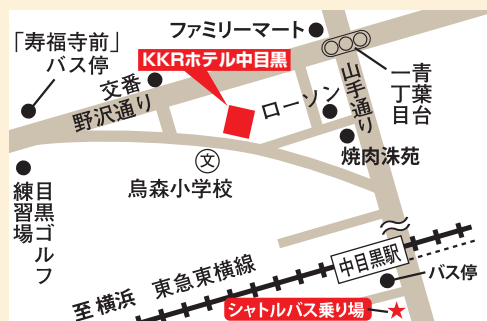 ファミリーマート
「寿福寺前」
バス停
KKRホテル中目黒
交番
野沢通り
ローソン
山手通り
青葉台
一丁目
焼肉洙苑
文
烏森小学校
目黒ゴルフ
練習場
中目黒駅
バス停
東急東横線
至 横浜
シャトルバス乗り場